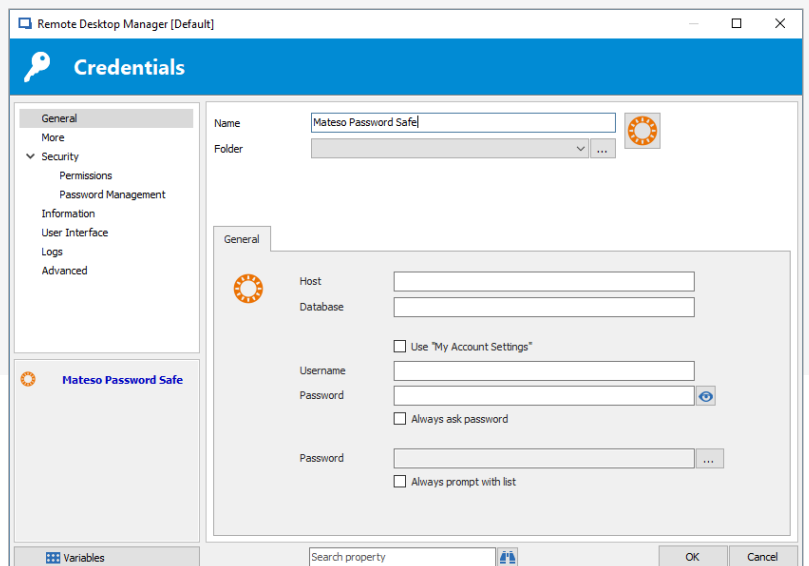 Remote Desktop Manager [Default]
Credentials
General
More
Security
Permissions
Password Management
Information
User Interface
Logs
Advanced
Mateso Password Safe
Variables
Name
Mateso Password Safe
Folder
...
General
Host
Database
Use "My Account Settings"
Username
Password
Always ask password
Password
...
Always prompt with list
Search property
OK
Cancel